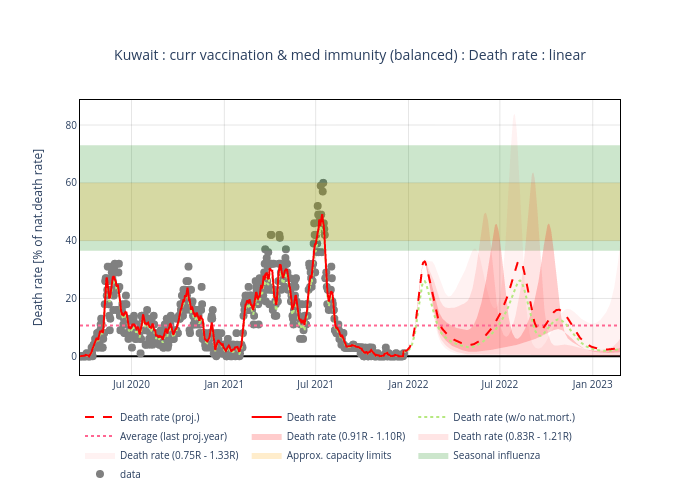 Kuwait : curr vaccination & med immunity (balanced) : Death rate : linear
Death rate [% of nat.death rate]
80
60
40
20
0
Jul 2020
Jan 2021
Jul 2021
Jan 2022
Jul 2022
Jan 2023
Death rate (proj.)
Death rate
Death rate (w/o nat.mort.)
Average (last proj.year)
Death rate (0.91R - 1.10R)
Death rate (0.83R - 1.21R)
Death rate (0.75R - 1.33R)
Approx. capacity limits
Seasonal influenza
data